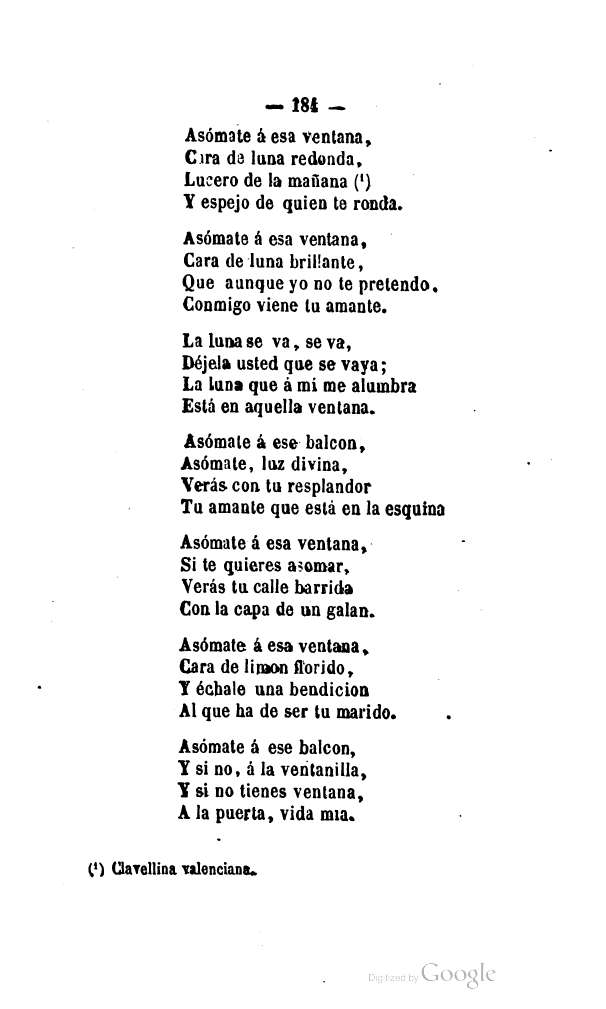 — 184 —
Asómate á esa ventana,
Cara de luna redonda,
Lucero de la mañana (¹)
Y espejo de quien te ronda.
Asómate á esa ventana,
Cara de luna brillante,
Que aunque yo no te pretendo,
Conmigo viene tu amante.
La luna se va, se va,
Déjela usted que se vaya;
La luna que á mi me alumbra
Está en aquella ventana.
Asómate á ese balcon,
Asómate, luz divina,
Verás con tu resplandor
Tu amante que está en la esquina
Asómate á esa ventana,
Si te quieres asomar,
Verás tu calle barrida
Con la capa de un galan.
Asómate á esa ventana,
Cara de limon florido,
Y échale una bendicion
Al que ha de ser tu marido.
Asómate á ese balcon,
Y si no, á la ventanilla,
Y si no tienes ventana,
A la puerta, vida mia.
(¹) Clavellina valenciana.
Digitized by Google